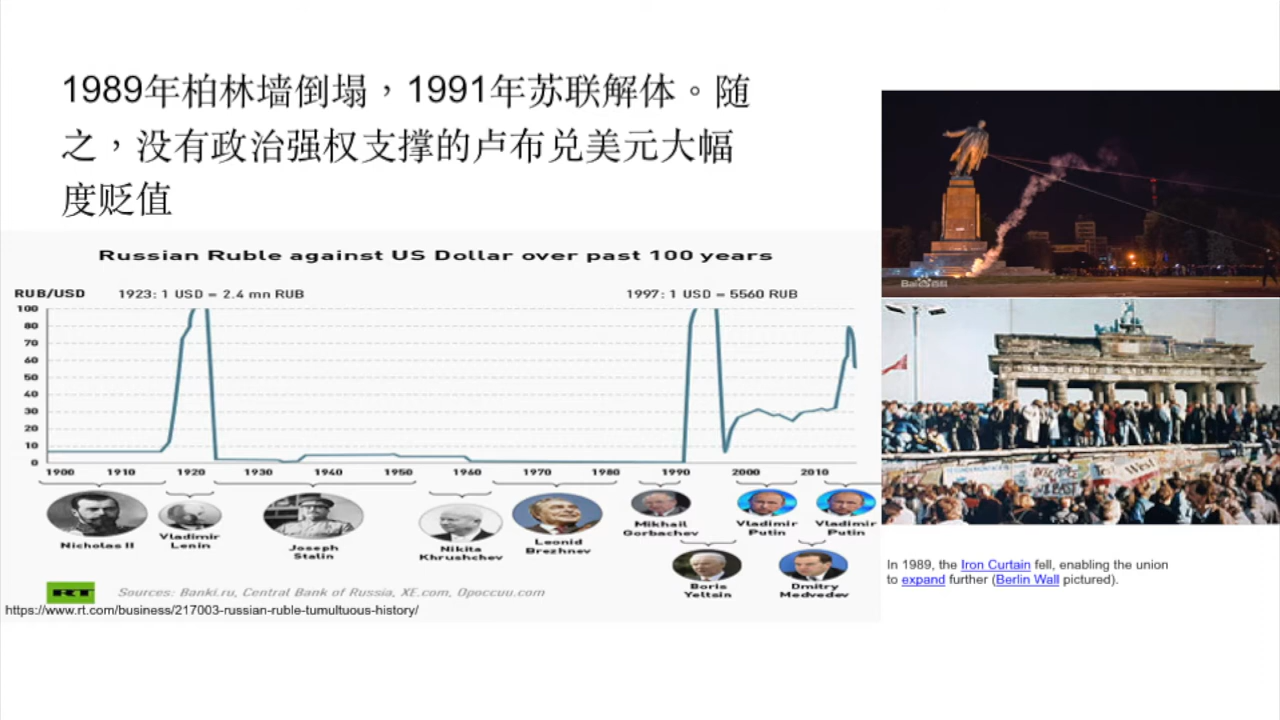 1989年柏林墙倒塌，1991年苏联解体。随
之，没有政治强权支撑的卢布兑美元大幅
度贬值
Russian Ruble against US Dollar over past 100 years
RUB/USD
1923: 1 USD = 2.4 mn RUB
1997: 1 USD = 5560 RUB
100
80
70
60
50
40
30
20
10
0
1900 1910 1920 1930 1940 1950 1960 1970 1980 1990 2000 2010
Nicholas II
Vladimir
Lenin
Joseph
Stalin
Nikita
Khrushchev
Leonid
Brezhnev
Mikhail
Gorbachev
Boris
Yeltsin
Vladimir
Putin
Dmitry
Medvedev
Vladimir
Putin
RT
Sources: Banki.ru, Central Bank of Russia, XE.com, Opoccuu.com
https://www.rt.com/business/217003-russian-ruble-tumultuous-history/
Bai百科
West
In 1989, the Iron Curtain fell, enabling the union
to expand further (Berlin Wall pictured).